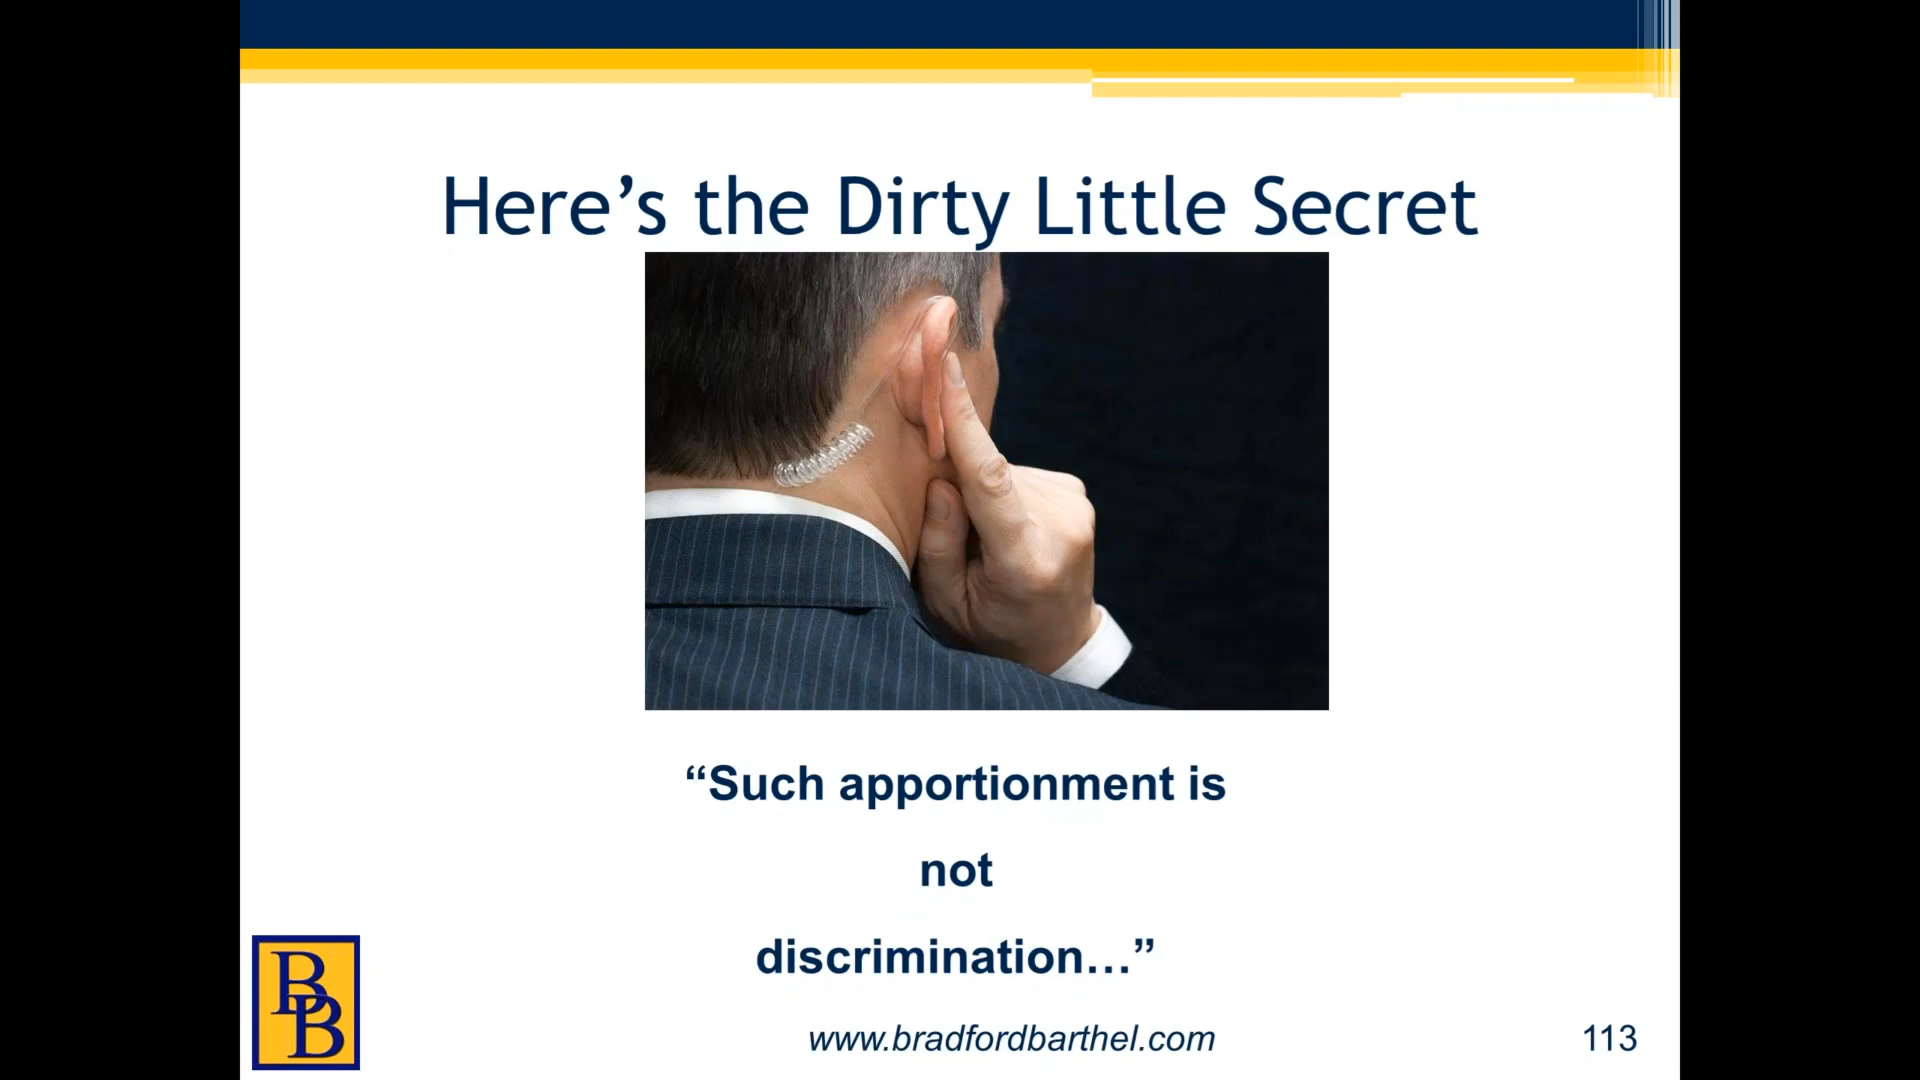 Here’s the Dirty Little Secret
“Such apportionment is
not
discrimination…”
BB
www.bradfordbarthel.com
113